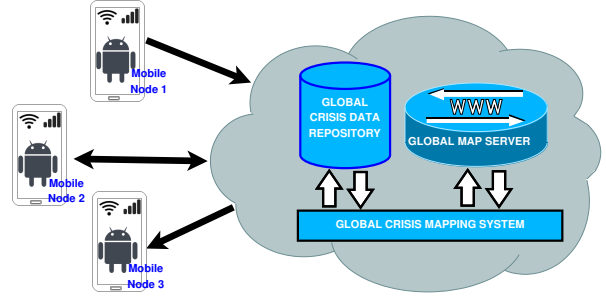 Mobile
Node 1
GLOBAL
CRISIS DATA
REPOSITORY
WWW
GLOBAL MAP SERVER
Mobile
Node 2
GLOBAL CRISIS MAPPING SYSTEM
Mobile
Node 3